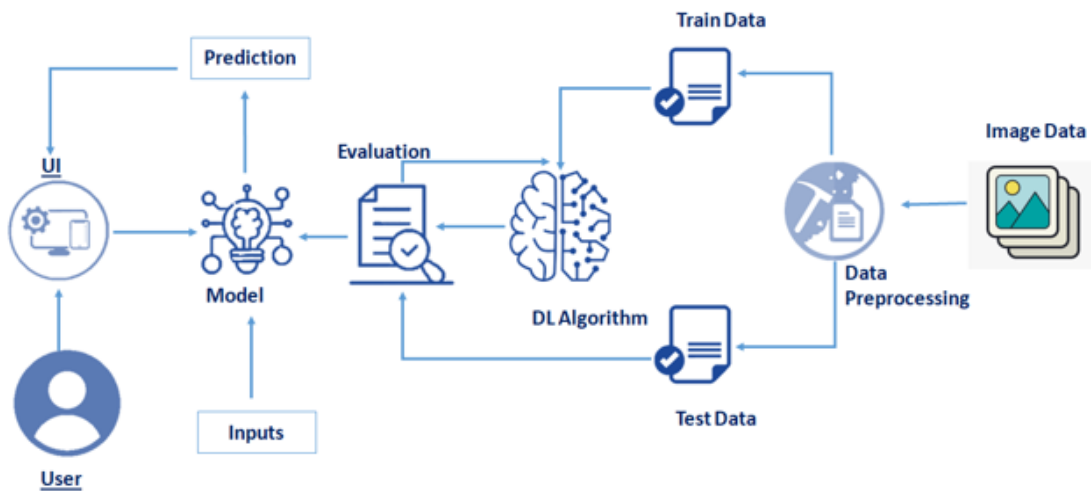 Train Data
Prediction
Image Data
Evaluation
UI
Data
Preprocessing
Model
DL Algorithm
Test Data
Inputs
User